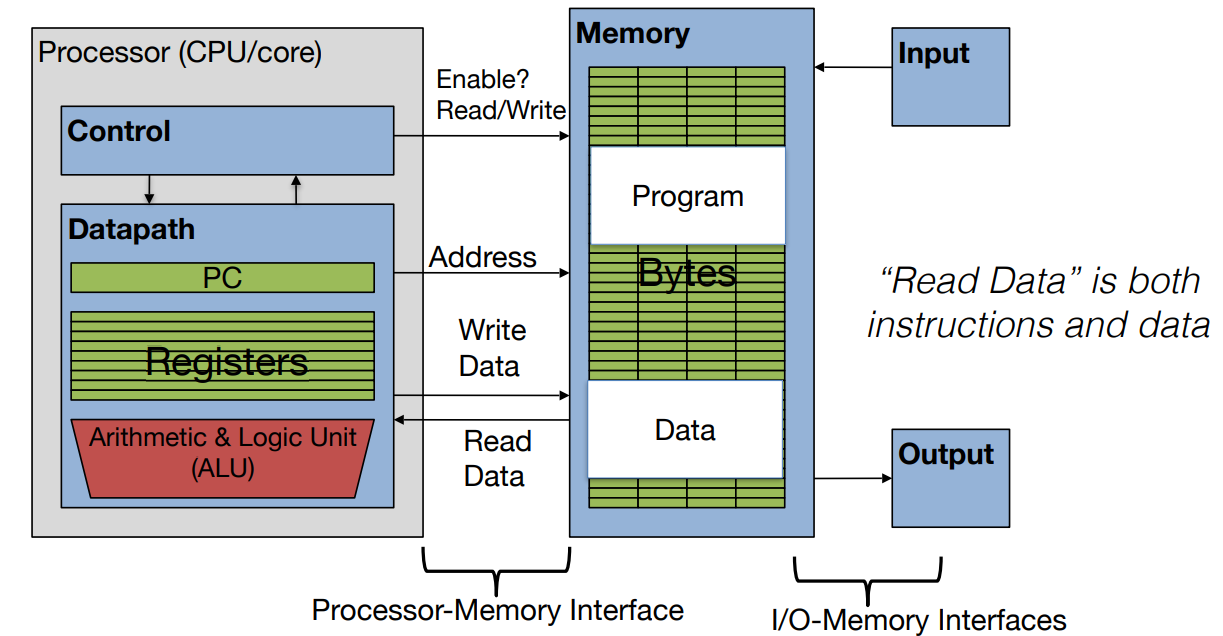 Processor (CPU/core)
Control
Datapath
PC
Registers
Arithmetic & Logic Unit
(ALU)
Enable?
Read/Write
Address
Write
Data
Read
Data
Memory
Program
Bytes
Data
Input
Output
“Read Data” is both
instructions and data
Processor-Memory Interface
I/O-Memory Interfaces